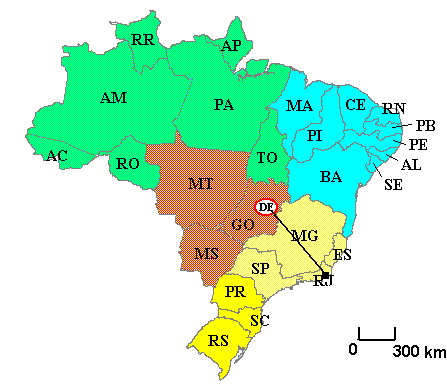 RR
AP
AM
PA
MA
CE
RN
PB
PI
PE
AC
RO
TO
AL
BA
SE
MT
DF
GO
MG
MS
ES
SP
RJ
PR
SC
RS
0 300 km